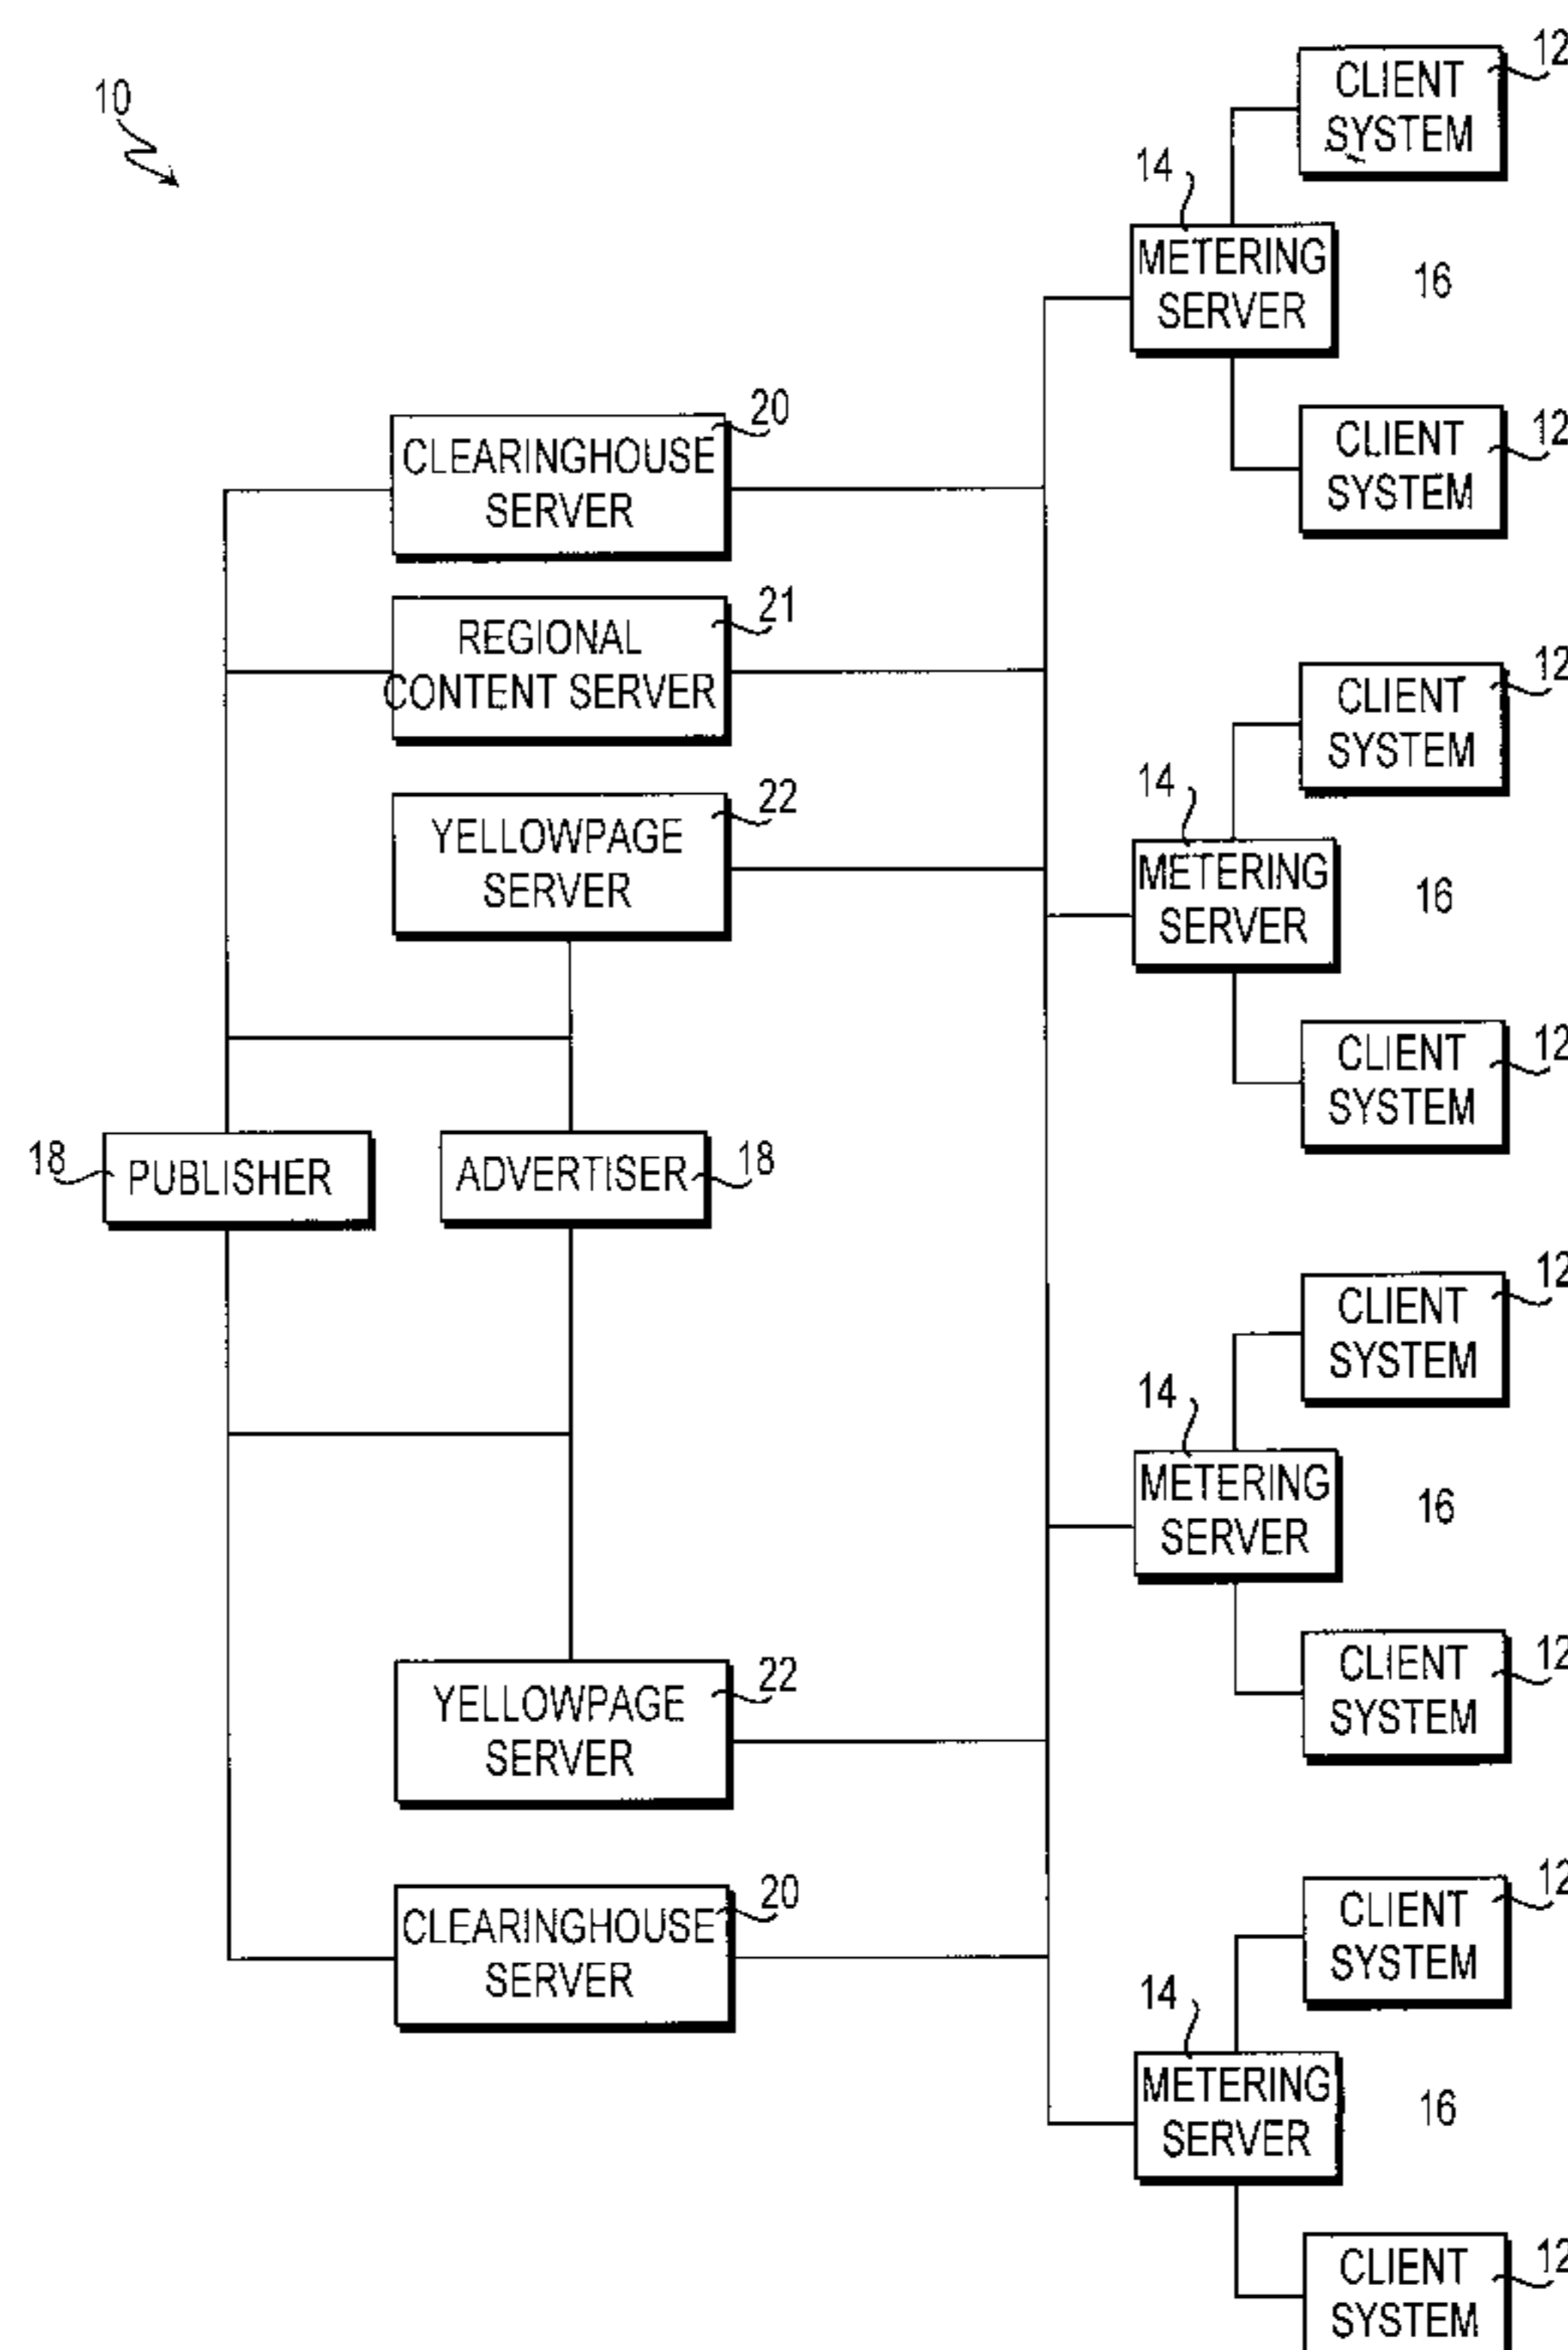 10
12
CLIENT
SYSTEM
14
METERING
SERVER
16
12
CLIENT
SYSTEM
20
CLEARINGHOUSE
SERVER
21
REGIONAL
CONTENT SERVER
12
CLIENT
SYSTEM
22
YELLOWPAGE
SERVER
14
METERING
SERVER
16
12
CLIENT
SYSTEM
18
PUBLISHER
ADVERTISER
18
12
CLIENT
SYSTEM
14
METERING
SERVER
16
12
CLIENT
SYSTEM
22
YELLOWPAGE
SERVER
20
CLEARINGHOUSE
SERVER
12
CLIENT
SYSTEM
14
METERING
SERVER
16
12
CLIENT
SYSTEM